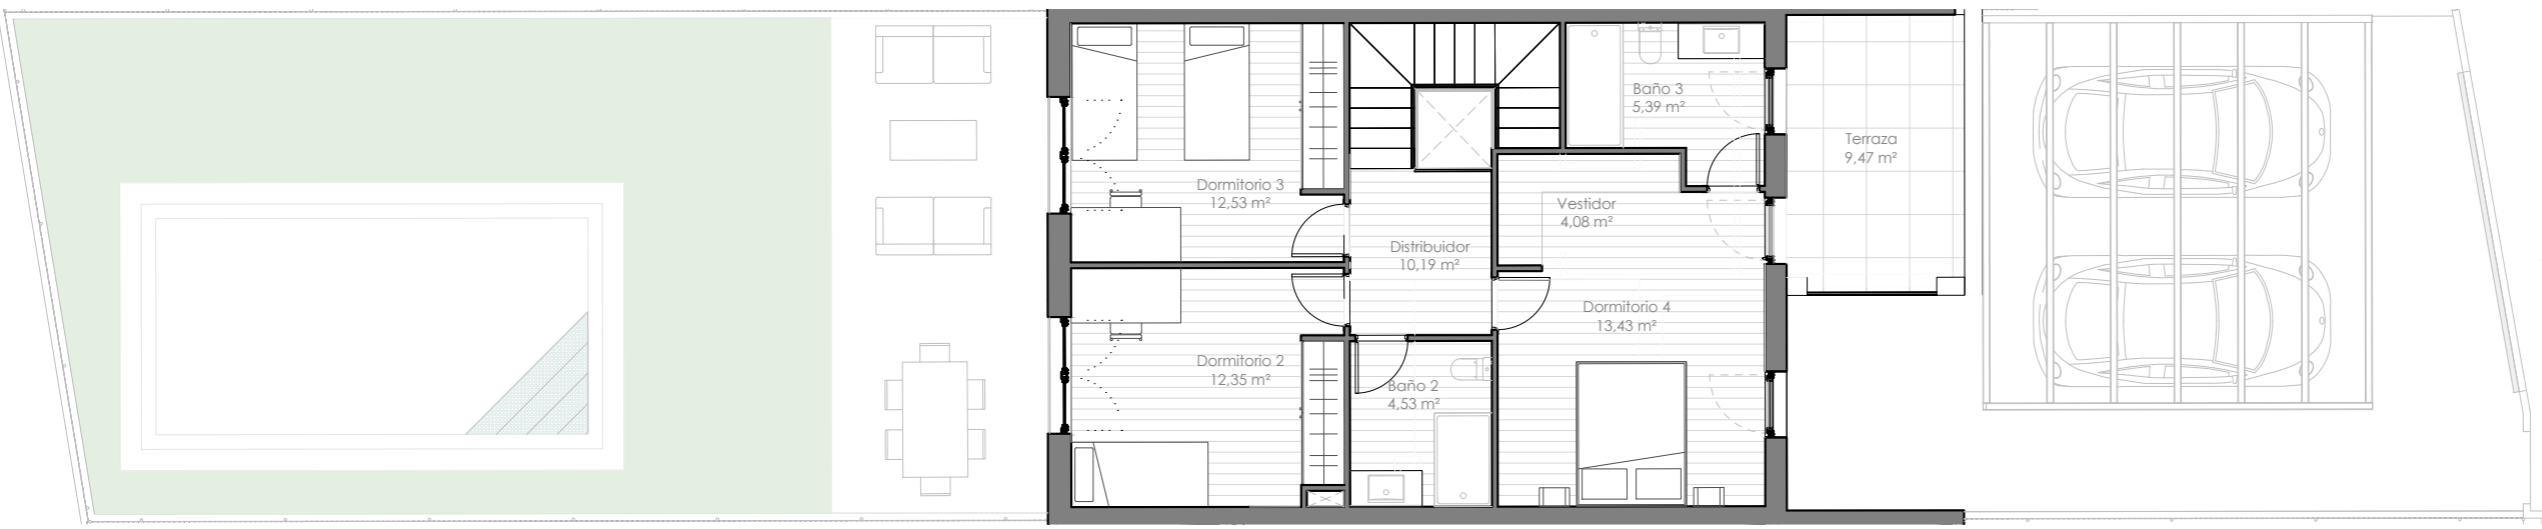 Dormitorio 3
12,53 m²
Baño 3
5,39 m²
Terraza
9,47 m²
Vestidor
4,08 m²
Distribuidor
10,19 m²
Dormitorio 4
13,43 m²
Dormitorio 2
12,35 m²
Baño 2
4,53 m²